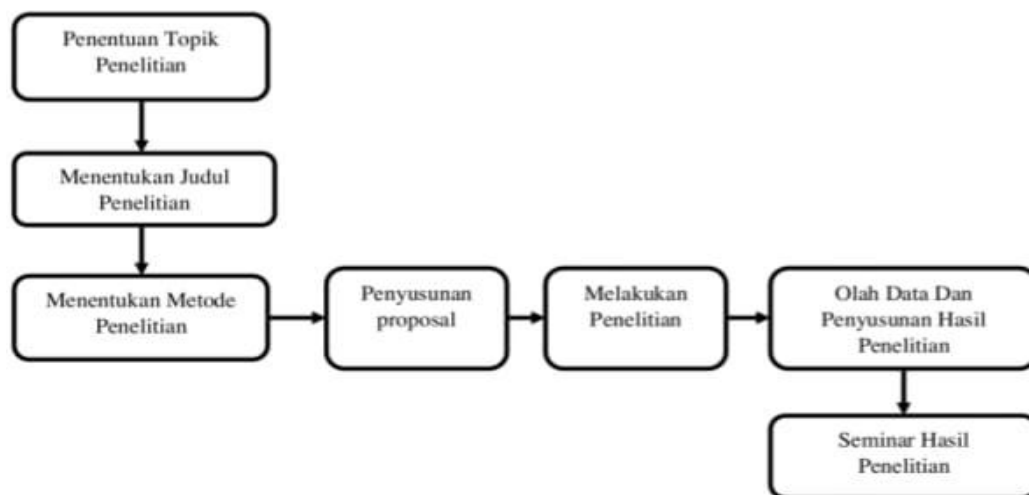 Penentuan Topik
Penelitian
Menentukan Judul
Penelitian
Menentukan Metode
Penelitian
Penyusunan
proposal
Melakukan
Penelitian
Olah Data Dan
Penyusunan Hasil
Penelitian
Seminar Hasil
Penelitian